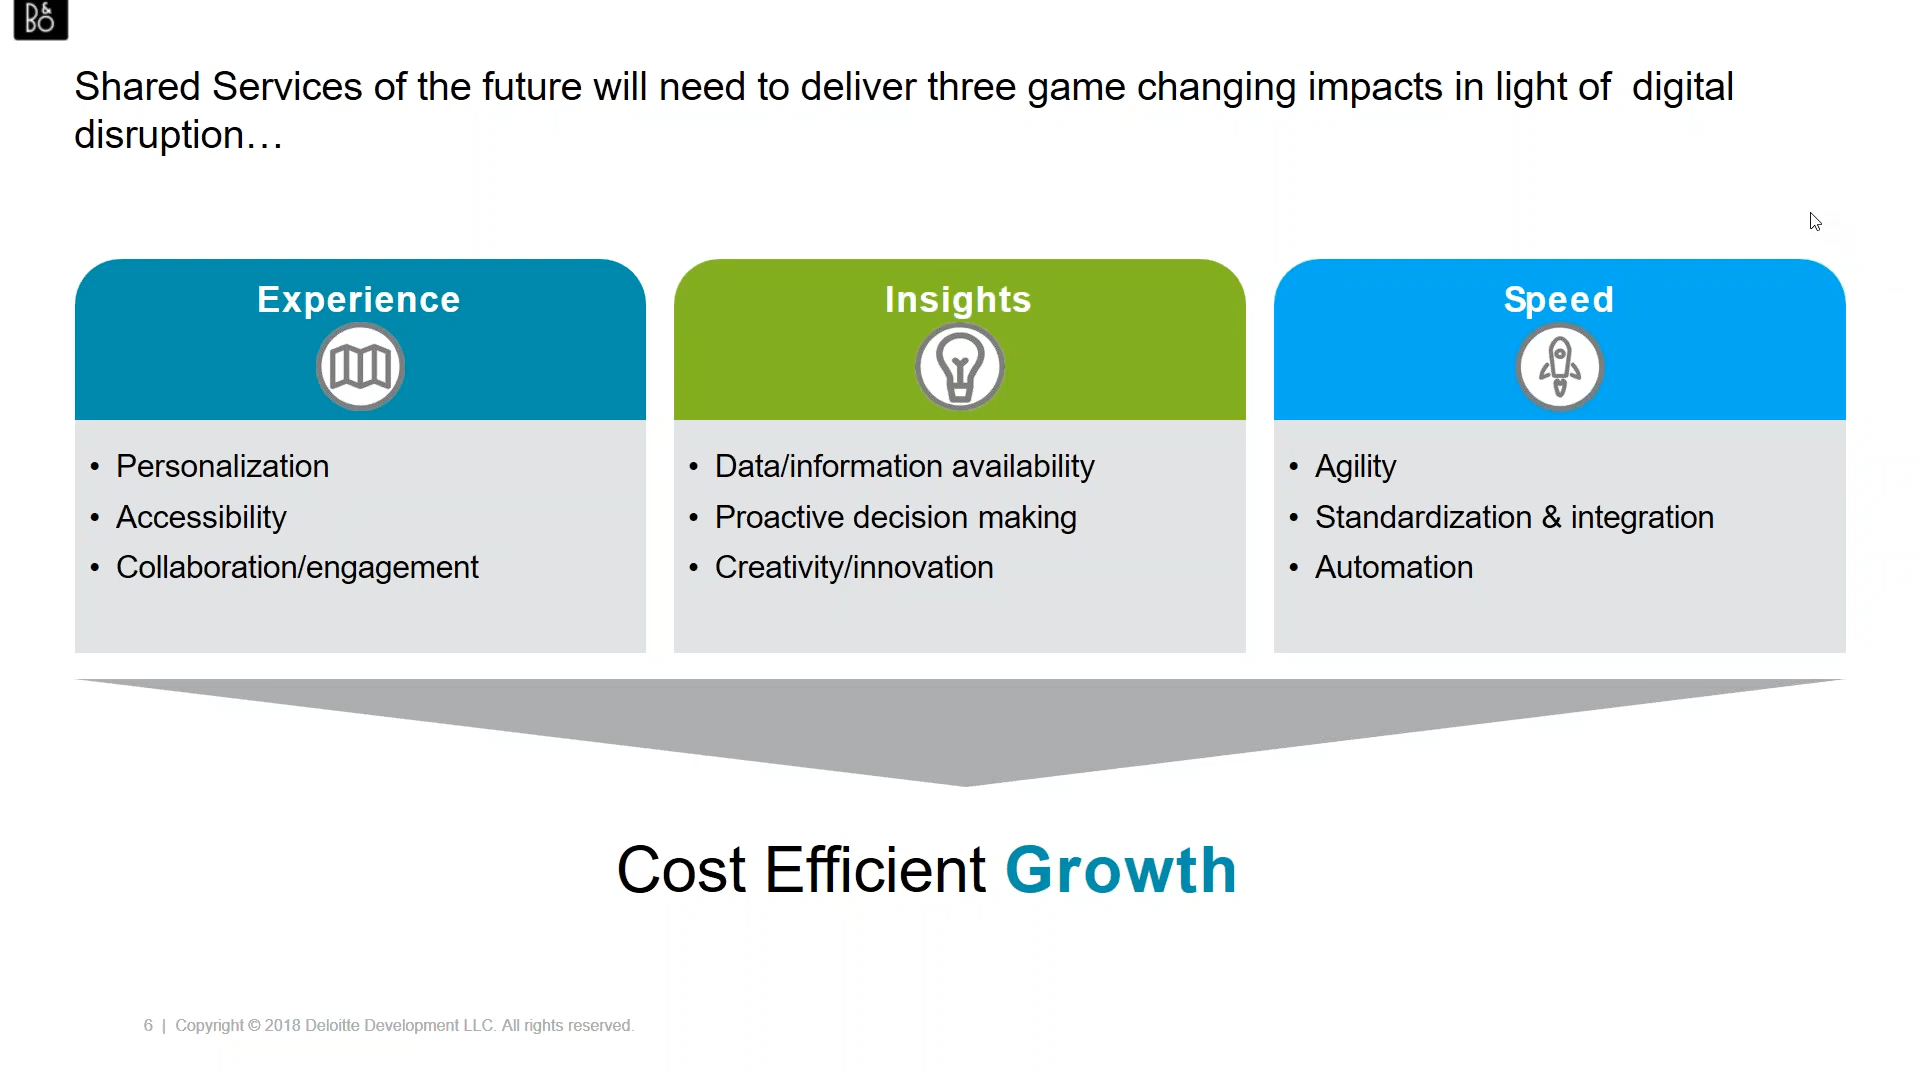 B&O
Shared Services of the future will need to deliver three game changing impacts in light of  digital
disruption…
Experience
• Personalization
• Accessibility
• Collaboration/engagement
Insights
• Data/information availability
• Proactive decision making
• Creativity/innovation
Speed
• Agility
• Standardization & integration
• Automation
Cost Efficient Growth
6 | Copyright © 2018 Deloitte Development LLC. All rights reserved.